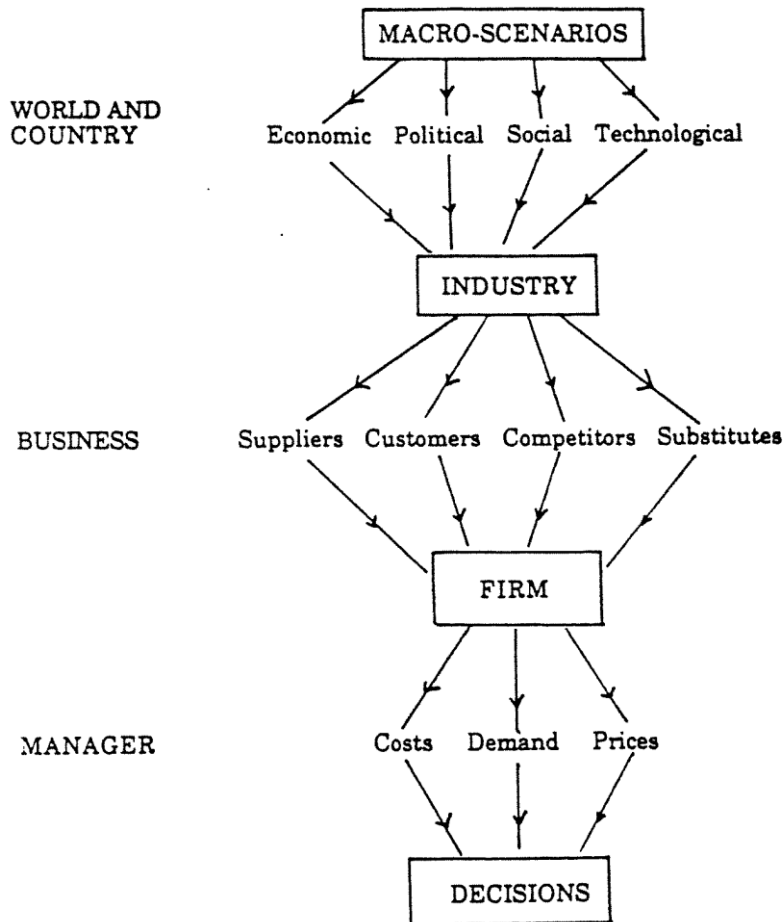 MACRO-SCENARIOS
WORLD AND
COUNTRY
Economic Political Social Technological
INDUSTRY
BUSINESS
Suppliers Customers Competitors Substitutes
FIRM
MANAGER
Costs Demand Prices
DECISIONS